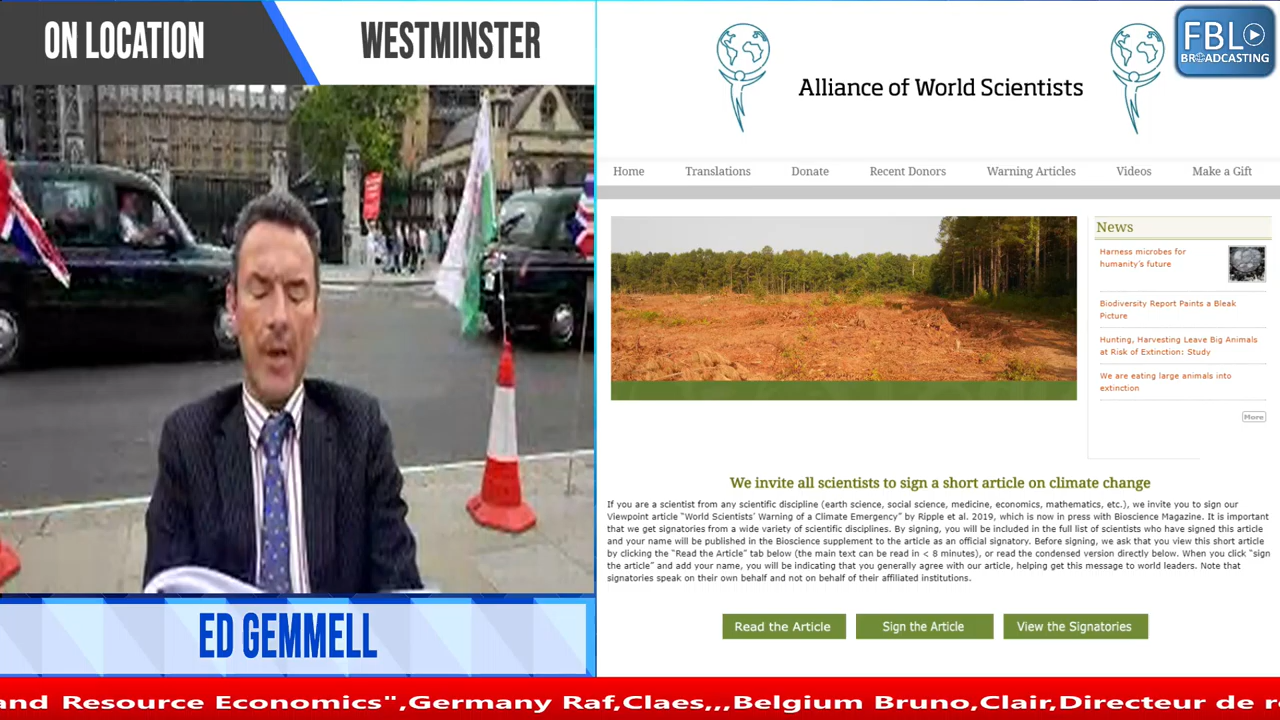 ON LOCATION
WESTMINSTER
FBL
BROADCASTING
Alliance of World Scientists
Home
Translations
Donate
Recent Donors
Warning Articles
Videos
Make a Gift
News
Harness microbes for
humanity's future
Biodiversity Report Paints a Bleak
Picture
Hunting, Harvesting Leave Big Animals
at Risk of Extinction: Study
We are eating large animals into
extinction
More
We invite all scientists to sign a short article on climate change
If you are a scientist from any scientific discipline (earth science, social science, medicine, economics, mathematics, etc.), we invite you to sign our
Viewpoint article "World Scientists' Warning of a Climate Emergency" by Ripple et al. 2019, which is now in press with Bioscience Magazine. It is important
that we get signatories from a wide variety of scientific disciplines. By signing, you will be included in the full list of scientists who have signed this article
and your name will be published in the Bioscience supplement to the article as an official signatory. Before signing, we ask that you view this short article
by clicking the "Read the Article" tab below (the main text can be read in < 8 minutes), or read the condensed version directly below. When you click "sign
the article" and add your name, you will be indicating that you generally agree with our article, helping get this message to world leaders. Note that
signatories speak on their own behalf and not on behalf of their affiliated institutions.
Read the Article
Sign the Article
View the Signatories
ED GEMMELL
and Resource Economics",Germany Raf,Claes,,,Belgium Bruno,Clair,Directeur de r